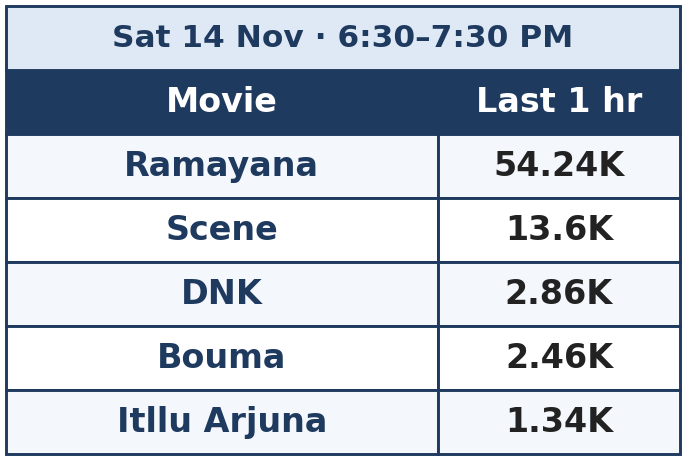 Sat 14 Nov · 6:30–7:30 PM
Movie Last 1 hr
Ramayana 54.24K
Scene 13.6K
DNK 2.86K
Bouma 2.46K
Itllu Arjuna 1.34K